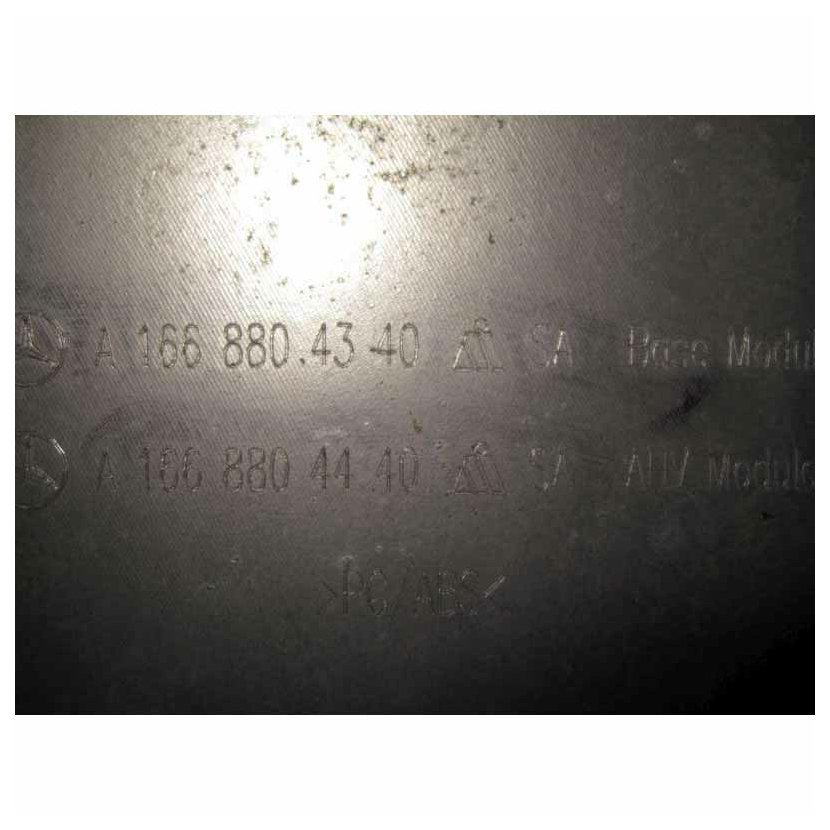 A 166 880.43 40 SA Base Modul
A 166 880 44 40 SA AHV Modul
>PC/ABS<